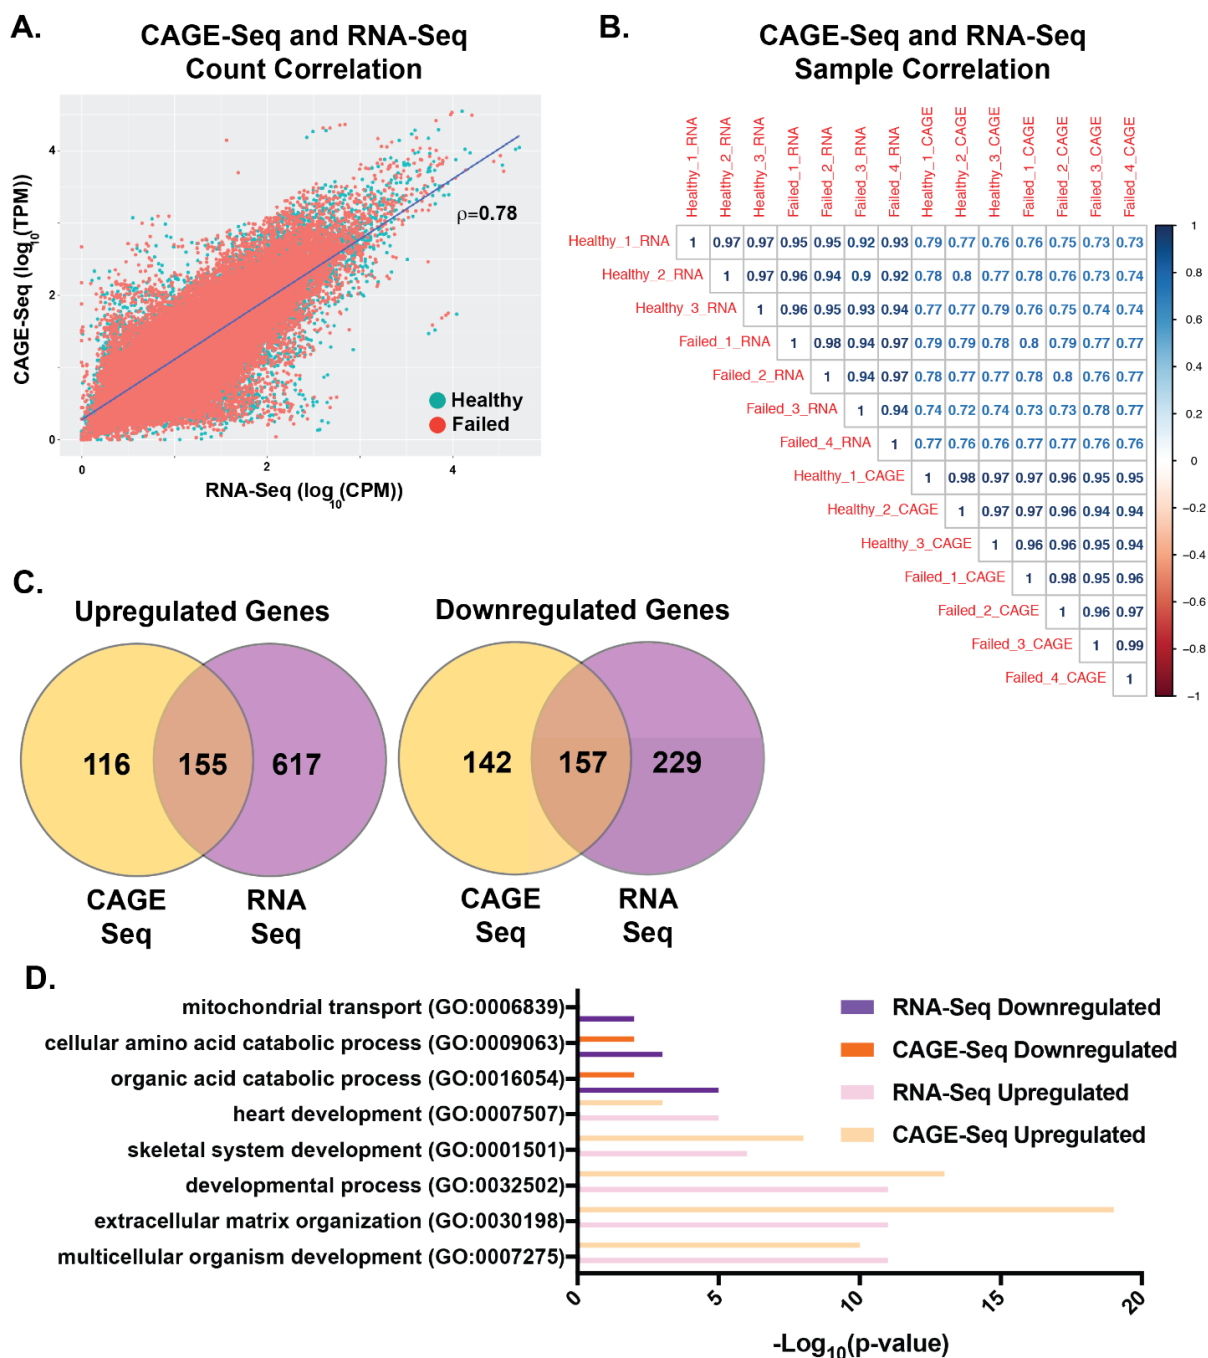 A.
CAGE-Seq and RNA-Seq
Count Correlation
CAGE-Seq (log10(TPM))
4
2
0
ρ=0.78
Healthy
Failed
0 2 4
RNA-Seq (log10(CPM))
B.
CAGE-Seq and RNA-Seq
Sample Correlation
Healthy_1_RNA Healthy_2_RNA Healthy_3_RNA Failed_1_RNA Failed_2_RNA Failed_3_RNA Failed_4_RNA Healthy_1_CAGE Healthy_2_CAGE Healthy_3_CAGE Failed_1_CAGE Failed_2_CAGE Failed_3_CAGE Failed_4_CAGE
Healthy_1_RNA 1 0.97 0.97 0.95 0.95 0.92 0.93 0.79 0.77 0.76 0.76 0.75 0.73 0.73
Healthy_2_RNA 1 0.97 0.96 0.94 0.9 0.92 0.78 0.8 0.77 0.78 0.76 0.73 0.74
Healthy_3_RNA 1 0.96 0.95 0.93 0.94 0.77 0.77 0.79 0.76 0.75 0.74 0.74
Failed_1_RNA 1 0.98 0.94 0.97 0.79 0.79 0.78 0.8 0.79 0.77 0.77
Failed_2_RNA 1 0.94 0.97 0.78 0.77 0.77 0.78 0.8 0.76 0.77
Failed_3_RNA 1 0.94 0.74 0.72 0.74 0.73 0.73 0.78 0.77
Failed_4_RNA 1 0.77 0.76 0.76 0.77 0.77 0.76 0.76
Healthy_1_CAGE 1 0.98 0.97 0.97 0.96 0.95 0.95
Healthy_2_CAGE 1 0.97 0.97 0.96 0.94 0.94
Healthy_3_CAGE 1 0.96 0.96 0.95 0.94
Failed_1_CAGE 1 0.98 0.95 0.96
Failed_2_CAGE 1 0.96 0.97
Failed_3_CAGE 1 0.99
Failed_4_CAGE 1
1
0.8
0.6
0.4
0.2
0
−0.2
−0.4
−0.6
−0.8
−1
C.
Upregulated Genes
116 155 617
CAGE
Seq
RNA
Seq
Downregulated Genes
142 157 229
CAGE
Seq
RNA
Seq
D.
mitochondrial transport (GO:0006839)
cellular amino acid catabolic process (GO:0009063)
organic acid catabolic process (GO:0016054)
heart development (GO:0007507)
skeletal system development (GO:0001501)
developmental process (GO:0032502)
extracellular matrix organization (GO:0030198)
multicellular organism development (GO:0007275)
RNA-Seq Downregulated
CAGE-Seq Downregulated
RNA-Seq Upregulated
CAGE-Seq Upregulated
0 5 10 15 20
-Log10(p-value)